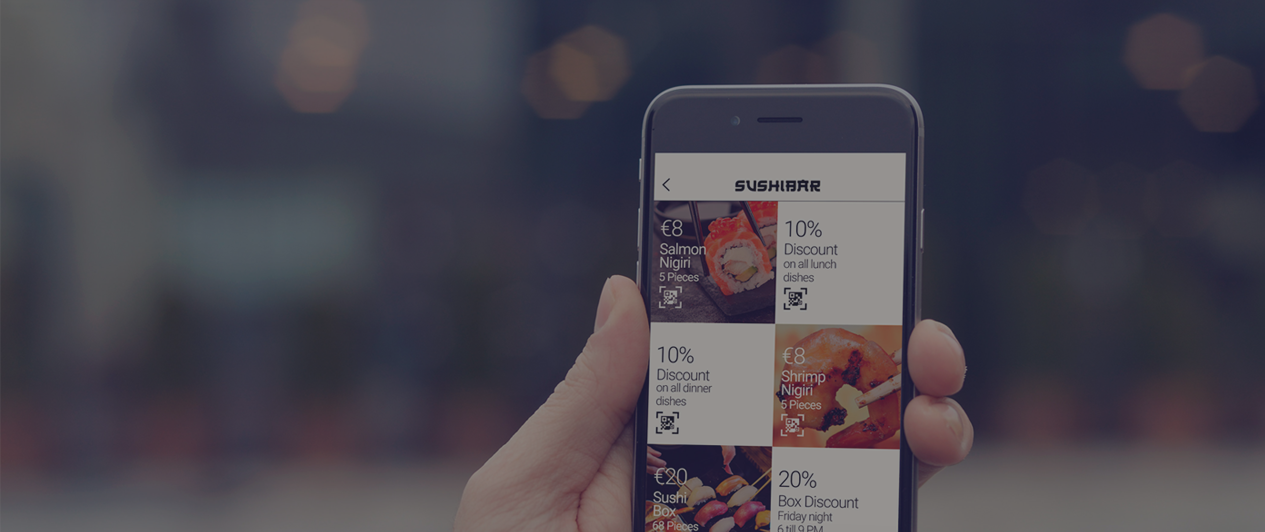 SUSHIBAR
€8
Salmon
Nigiri
5 Pieces
10%
Discount
on all lunch
dishes
10%
Discount
on all dinner
dishes
€8
Shrimp
Nigiri
5 Pieces
€20
Sushi
Box
68 Pieces
20%
Box Discount
Friday night
6 till 9 PM